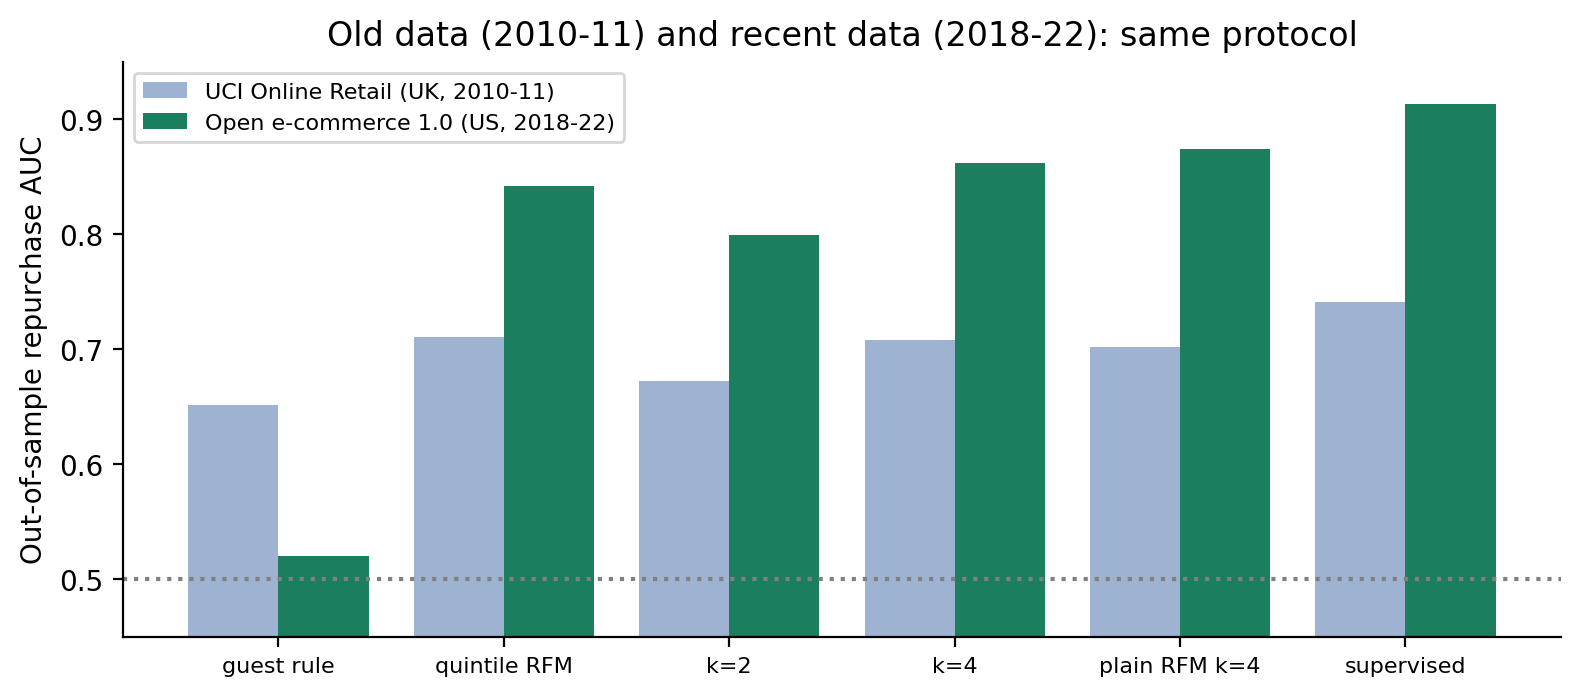 Old data (2010-11) and recent data (2018-22): same protocol
UCI Online Retail (UK, 2010-11)
Open e-commerce 1.0 (US, 2018-22)
Out-of-sample repurchase AUC
0.9
0.8
0.7
0.6
0.5
guest rule
quintile RFM
k=2
k=4
plain RFM k=4
supervised